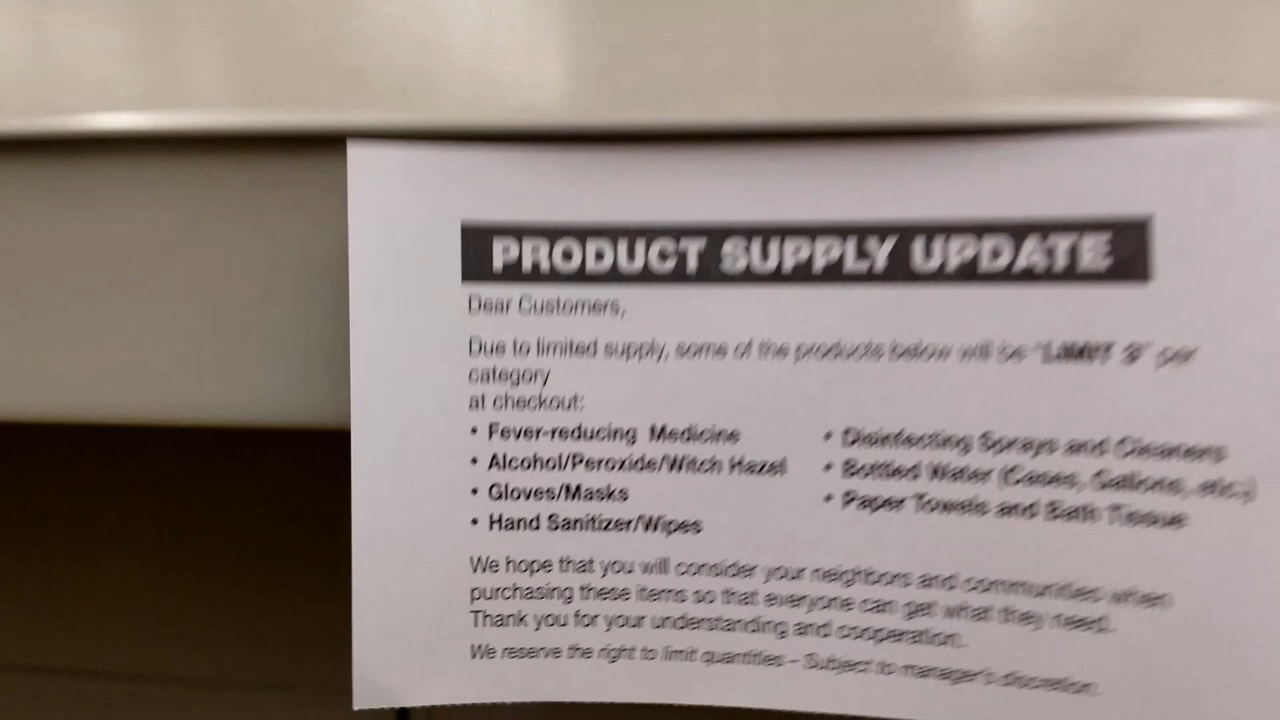 PRODUCT SUPPLY UPDATE
Dear Customers,
Due to limited supply, some of the products below will be "LIMIT" per
category
at checkout:
• Fever-reducing Medicine
• Alcohol/Peroxide/Witch Hazel
• Gloves/Masks
• Hand Sanitizer/Wipes
• Disinfecting Sprays and Cleaners
• Bottled Water (Cases, Gallons, etc.)
• Paper Towels and Bath Tissue
We hope that you will consider your neighbors and communities when
purchasing these items so that everyone can get what they need.
Thank you for your understanding and cooperation.
We reserve the right to limit quantities – Subject to manager's discretion.